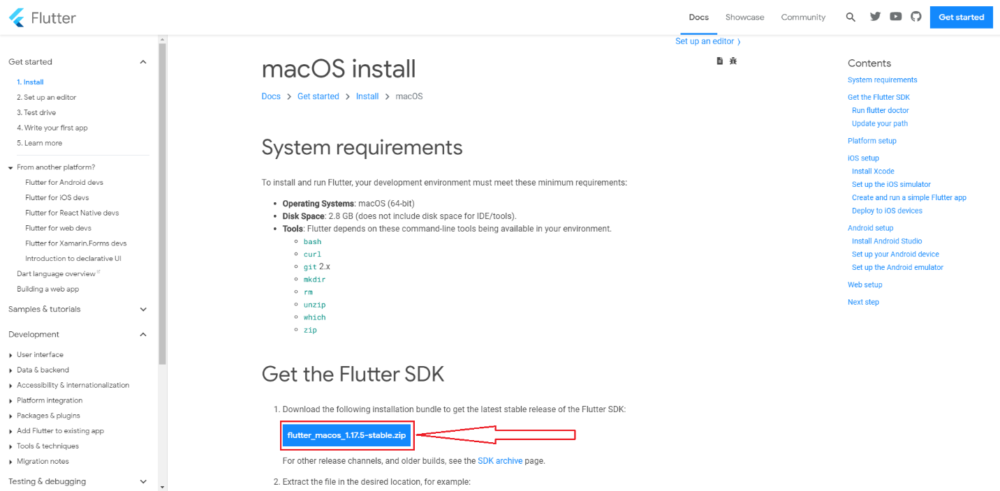 Flutter
Docs
Showcase
Community
Get started
Get started
1. Install
2. Set up an editor
3. Test drive
4. Write your first app
5. Learn more
From another platform?
Flutter for Android devs
Flutter for iOS devs
Flutter for React Native devs
Flutter for web devs
Flutter for Xamarin.Forms devs
Introduction to declarative UI
Dart language overview
Building a web app
Samples & tutorials
Development
User interface
Data & backend
Accessibility & internationalization
Platform integration
Packages & plugins
Add Flutter to existing app
Tools & techniques
Migration notes
Testing & debugging
Set up an editor
macOS install
Docs > Get started > Install > macOS
System requirements
To install and run Flutter, your development environment must meet these minimum requirements:
Operating Systems: macOS (64-bit)
Disk Space: 2.8 GB (does not include disk space for IDE/tools).
Tools: Flutter depends on these command-line tools being available in your environment.
bash
curl
git 2.x
mkdir
rm
unzip
which
zip
Get the Flutter SDK
1. Download the following installation bundle to get the latest stable release of the Flutter SDK:
flutter_macos_1.17.5-stable.zip
For other release channels, and older builds, see the SDK archive page.
2. Extract the file in the desired location, for example:
Contents
System requirements
Get the Flutter SDK
Run flutter doctor
Update your path
Platform setup
iOS setup
Install Xcode
Set up the iOS simulator
Create and run a simple Flutter app
Deploy to iOS devices
Android setup
Install Android Studio
Set up your Android device
Set up the Android emulator
Web setup
Next step